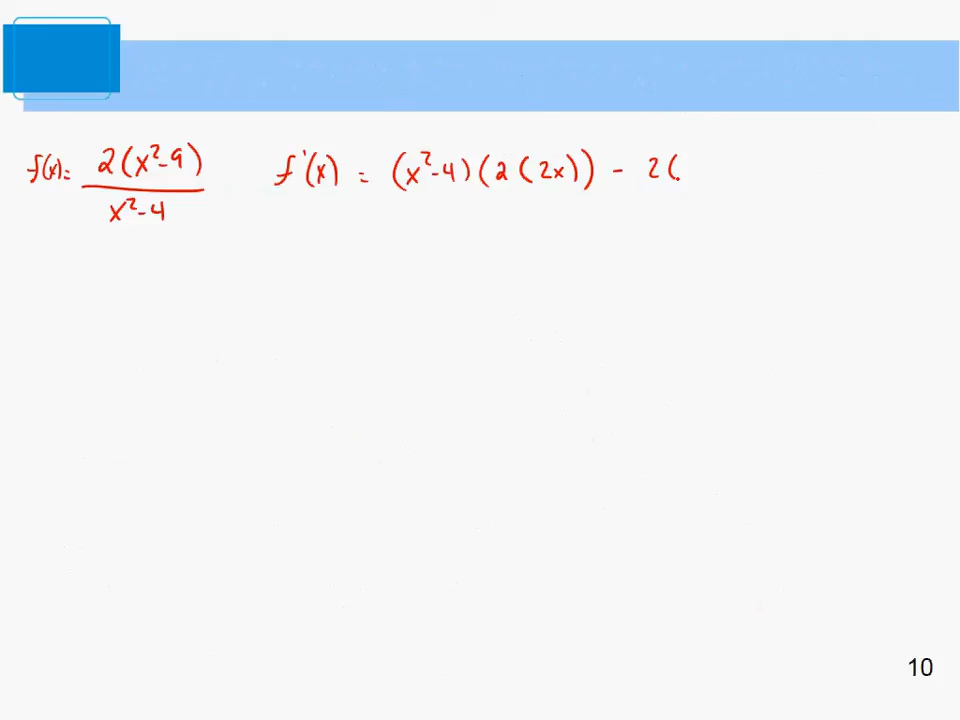 f(x) = 2(x²-9) / x²-4    f'(x) = (x²-4)(2(2x)) - 2(
10